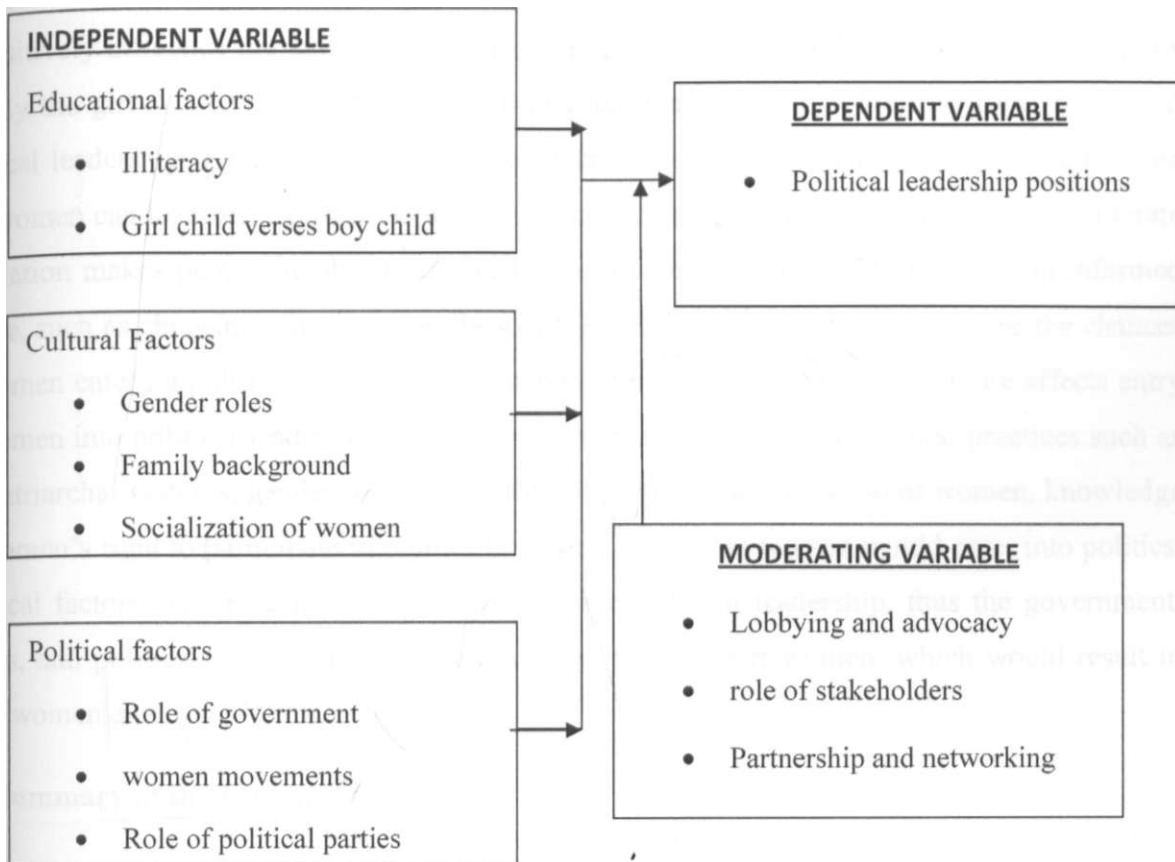 INDEPENDENT VARIABLE
Educational factors
• Illiteracy
• Girl child verses boy child
Cultural Factors
• Gender roles
• Family background
• Socialization of women
Political factors
• Role of government
• women movements
• Role of political parties
DEPENDENT VARIABLE
• Political leadership positions
MODERATING VARIABLE
• Lobbying and advocacy
• role of stakeholders
• Partnership and networking